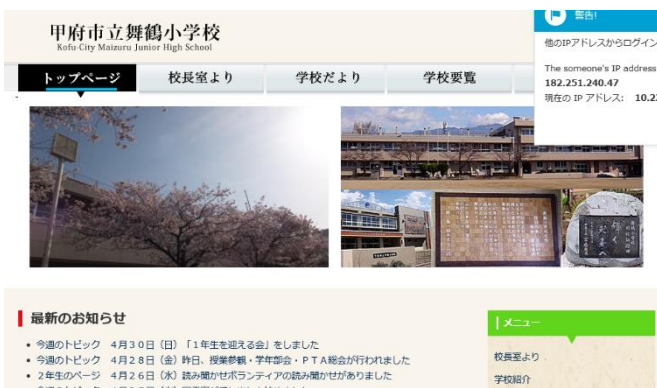 甲府市立舞鶴小学校
Kofu City Maizuru Junior High School
警告!
他のIPアドレスからログイン
The someone's IP address
182.251.240.47
現在の IP アドレス: 10.2
トップページ
校長室より
学校だより
学校要覧
最新のお知らせ
• 今週のトピック 4月30日（日）「1年生を迎える会」をしました
• 今週のトピック 4月28日（金）昨日、授業参観・学年部会・PTA総会が行われました
• 2年生のページ 4月26日（水）読み聞かせボランティアの読み聞かせがありました
メニュー
校長室より
学校紹介